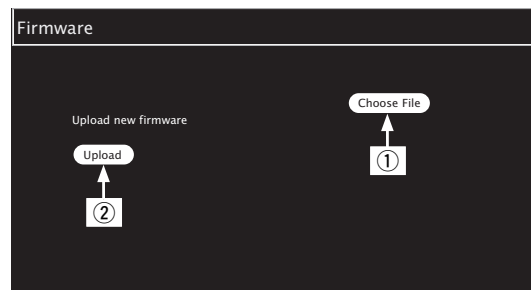 Firmware
Choose File
Upload new firmware
Upload
①
②